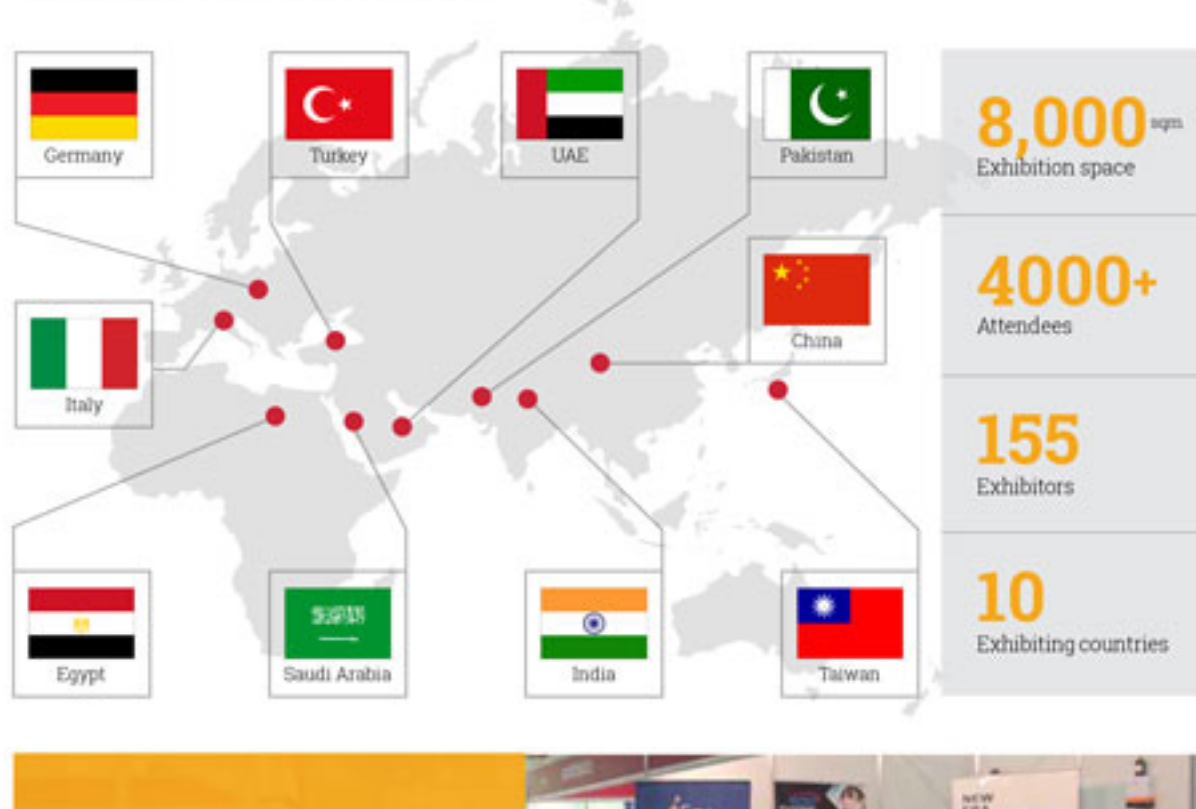 Germany
Turkey
UAE
Pakistan
8,000 sqm
Exhibition space
China
4000+
Attendees
Italy
155
Exhibitors
Egypt
Saudi Arabia
India
Taiwan
10
Exhibiting countries
NEW